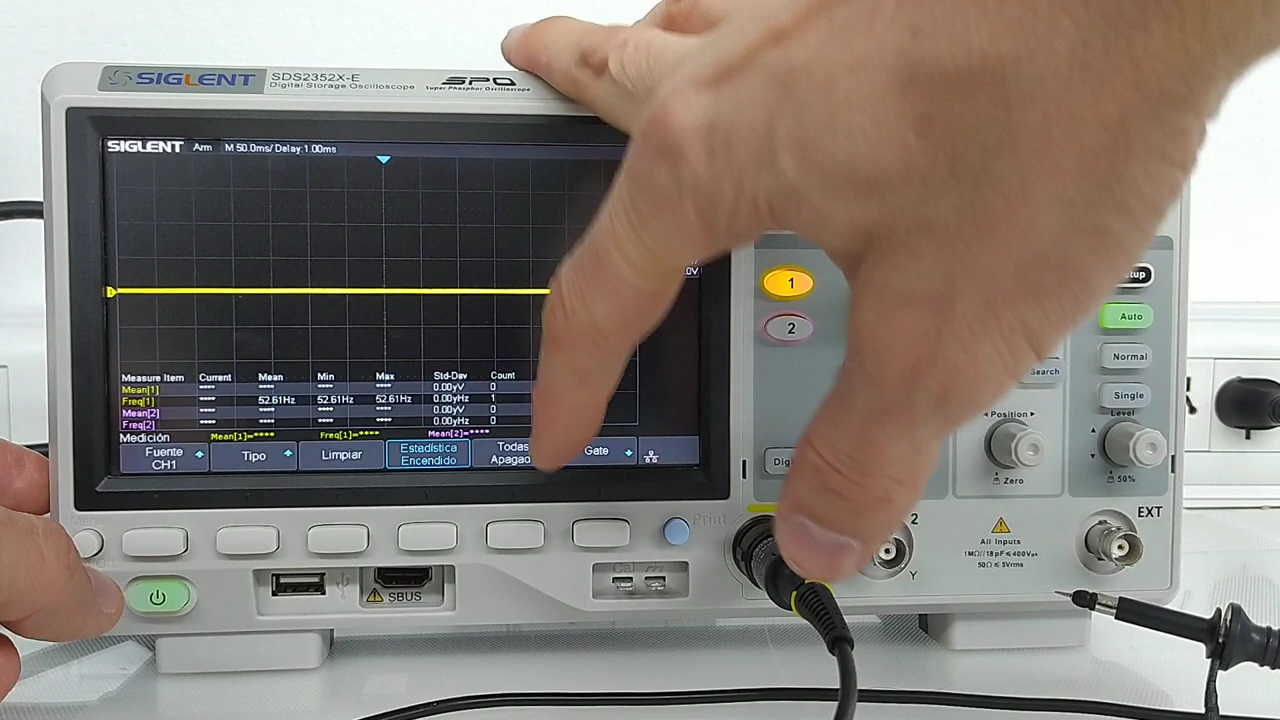 SIGLENT SDS2352X-E SPO
Digital Storage Oscilloscope Super Phosphor Oscilloscope
SIGLENT Arm M 50.0ms/ Delay:1.00ms
Measure Item Current Mean Min Max Std-Dev Count
Mean[1] **** **** **** **** 0.00yV 0
Freq[1] **** 52.61Hz 52.61Hz 52.61Hz 0.00yHz 1
Mean[2] **** **** **** **** 0.00yV 0
Freq[2] **** **** **** **** 0.00yHz 0
Medición Mean[1]=**** Freq[1]=**** Mean[2]=****
Fuente
CH1
Tipo
Limpiar
Estadística
Encendido
Todas
Gate
Print
SBUS
Cal
1
2
Auto
Normal
Search
Single
Position
Level
Zero
50%
2
Y
All Inputs
1MΩ//18pF≤400Vpk
50Ω≤5Vrms
EXT